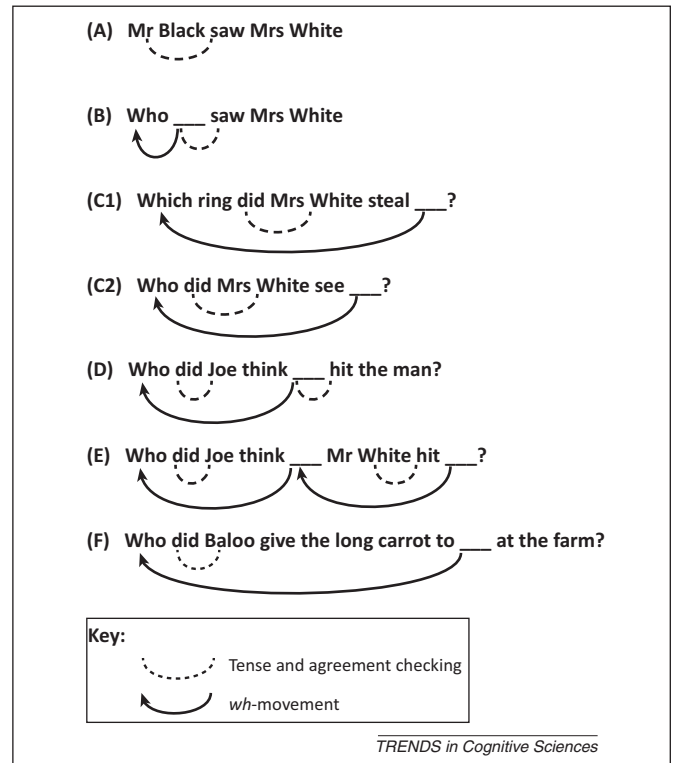 (A) Mr Black saw Mrs White
(B) Who ___ saw Mrs White
(C1) Which ring did Mrs White steal ___?
(C2) Who did Mrs White see ___?
(D) Who did Joe think ___ hit the man?
(E) Who did Joe think ___ Mr White hit ___?
(F) Who did Baloo give the long carrot to ___ at the farm?
Key:
Tense and agreement checking
wh-movement
TRENDS in Cognitive Sciences